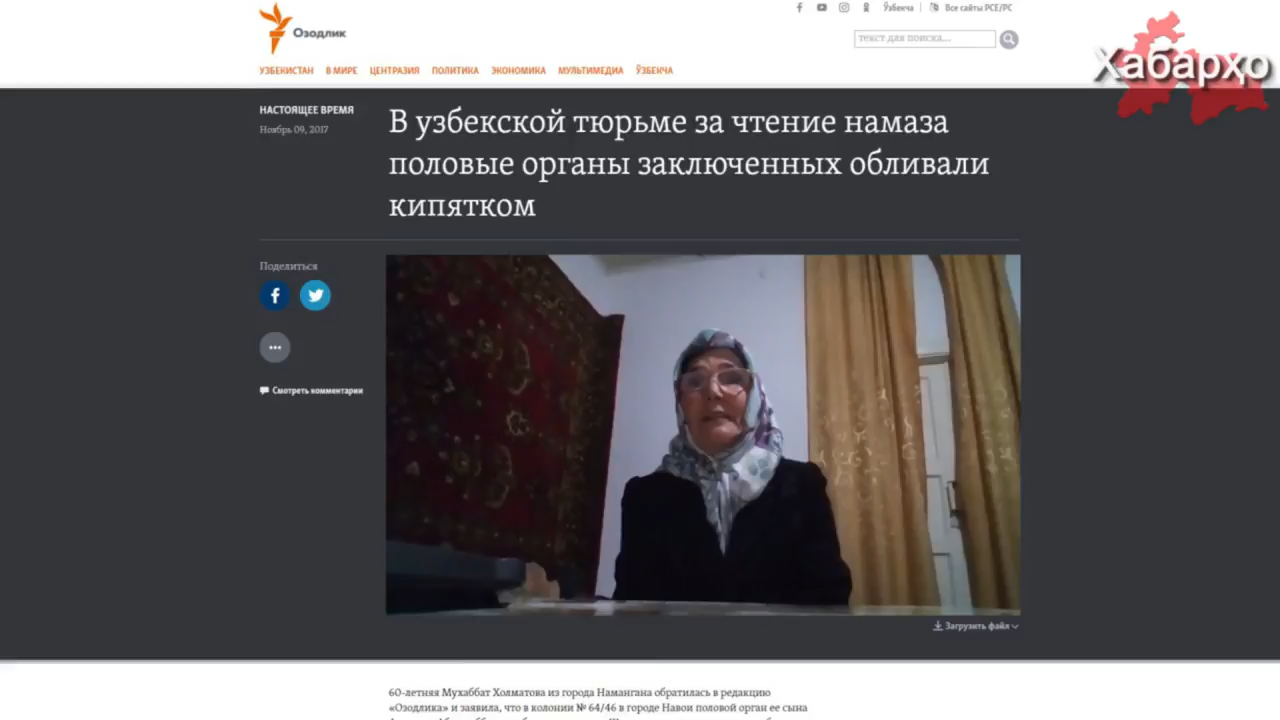 Ўзбекча
Все сайты РСЕ/РС
Озодлик
текст для поиска...
Хабарҳо
УЗБЕКИСТАН В МИРЕ ЦЕНТРАЗИЯ ПОЛИТИКА ЭКОНОМИКА МУЛЬТИМЕДИА ЎЗБЕКЧА
НАСТОЯЩЕЕ ВРЕМЯ
Ноябрь 09, 2017
В узбекской тюрьме за чтение намаза
половые органы заключенных обливали
кипятком
Поделиться
Смотреть комментарии
Загрузить файл
60-летняя Мухаббат Холматова из города Намангана обратилась в редакцию
«Озодлика» и заявила, что в колонии № 64/46 в городе Навои половой орган ее сына